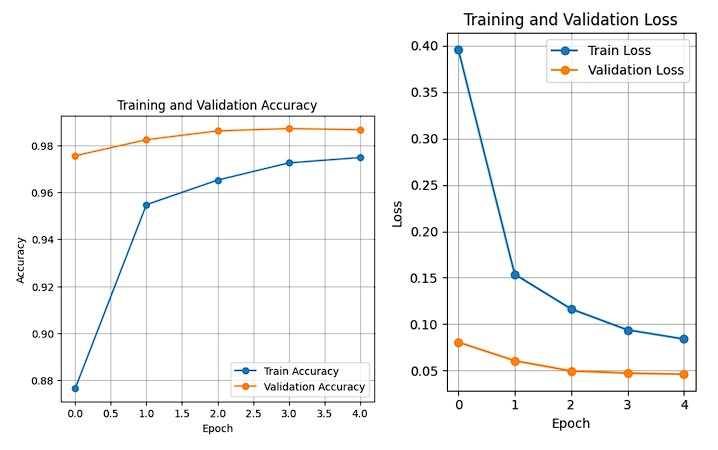 Training and Validation Accuracy
Accuracy
0.98
0.96
0.94
0.92
0.90
0.88
Train Accuracy
Validation Accuracy
0.0 0.5 1.0 1.5 2.0 2.5 3.0 3.5 4.0
Epoch
Training and Validation Loss
Loss
0.40
0.35
0.30
0.25
0.20
0.15
0.10
0.05
Train Loss
Validation Loss
0 1 2 3 4
Epoch